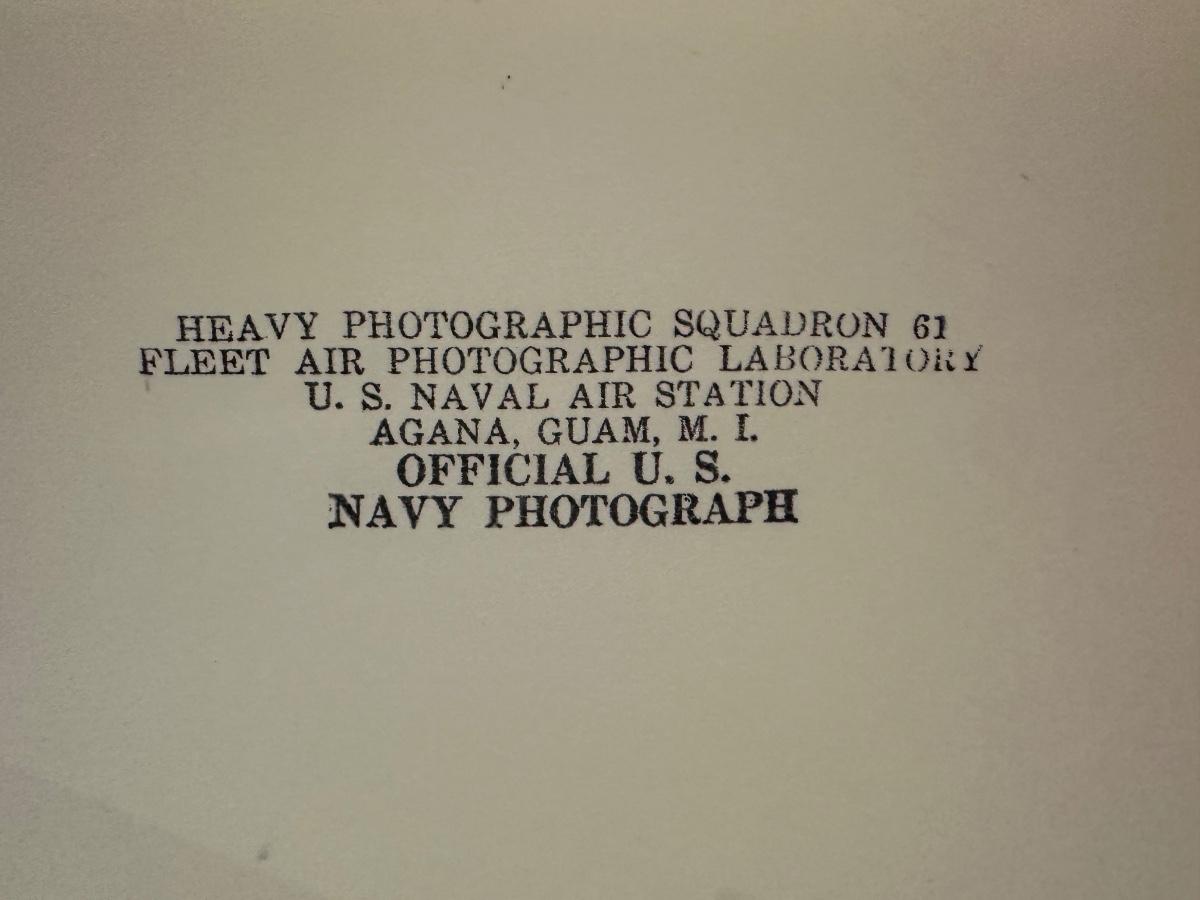 HEAVY PHOTOGRAPHIC SQUADRON 61
FLEET AIR PHOTOGRAPHIC LABORATORY
U. S. NAVAL AIR STATION
AGANA, GUAM, M. I.
OFFICIAL U. S.
NAVY PHOTOGRAPH